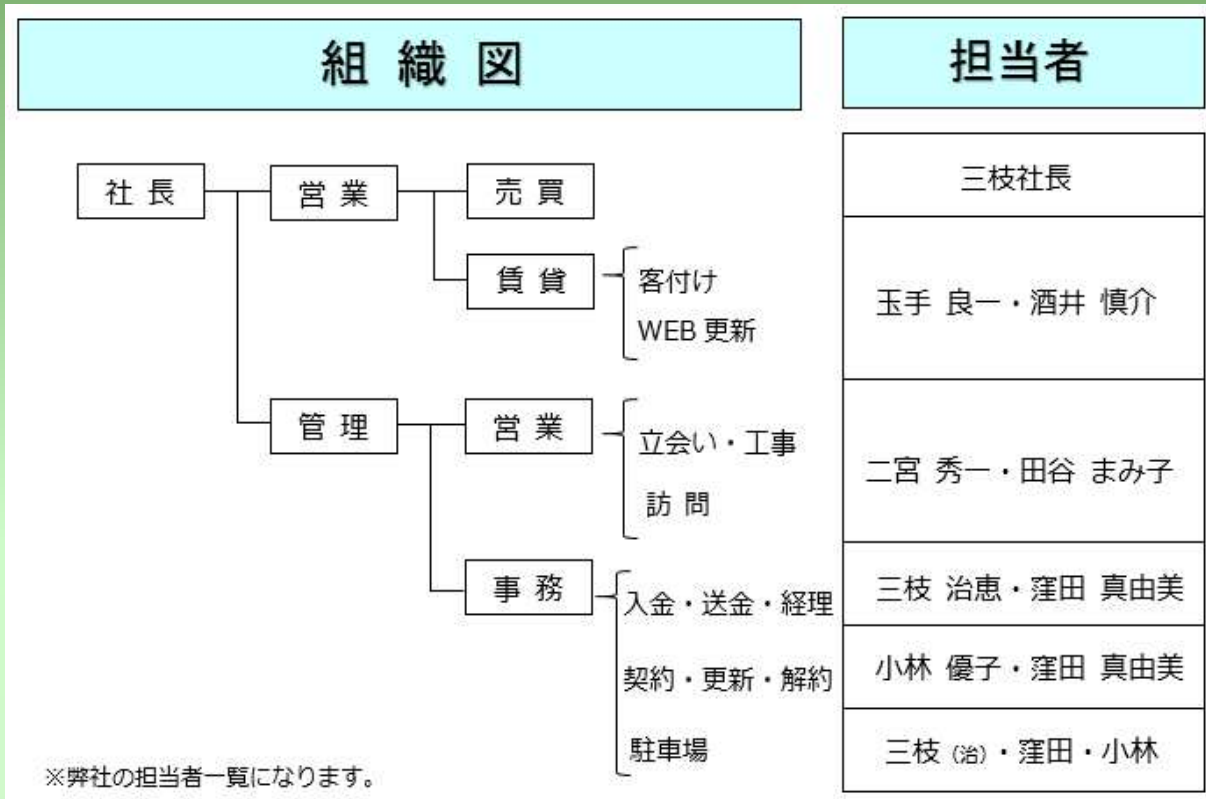 組 織 図
担当者
社 長
営 業
売 買
三枝社長
賃 貸
客付け
WEB 更新
玉手 良一・酒井 慎介
管 理
営 業
立会い・工事
訪 問
二宮 秀一・田谷 まみ子
事 務
入金・送金・経理
三枝 治恵・窪田 真由美
契約・更新・解約
小林 優子・窪田 真由美
駐車場
三枝 (治)・窪田・小林
※弊社の担当者一覧になります。